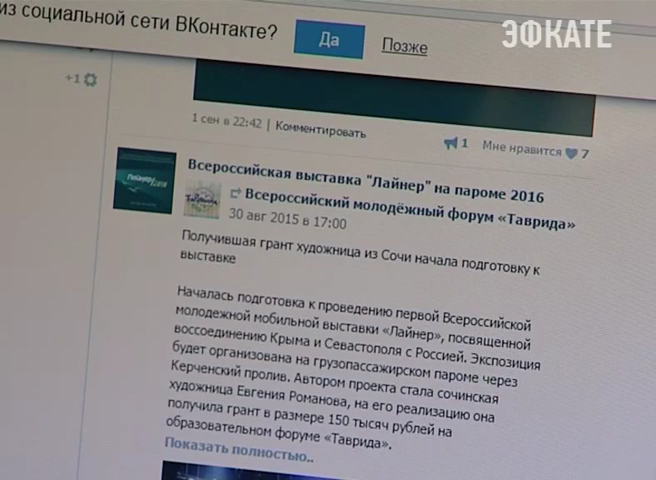 из социальной сети ВКонтакте?
Да
Позже
ЭФКАТЕ
+1
1 сен в 22:42 | Комментировать
1 Мне нравится 7
Всероссийская выставка "Лайнер" на пароме 2016
Всероссийский молодёжный форум «Таврида»
30 авг 2015 в 17:00
Получившая грант художница из Сочи начала подготовку к
выставке
Началась подготовка к проведению первой Всероссийской
молодежной мобильной выставки «Лайнер», посвященной
воссоединению Крыма и Севастополя с Россией. Экспозиция
будет организована на грузопассажирском пароме через
Керченский пролив. Автором проекта стала сочинская
художница Евгения Романова, на его реализацию она
получила грант в размере 150 тысяч рублей на
образовательном форуме «Таврида».
Показать полностью..